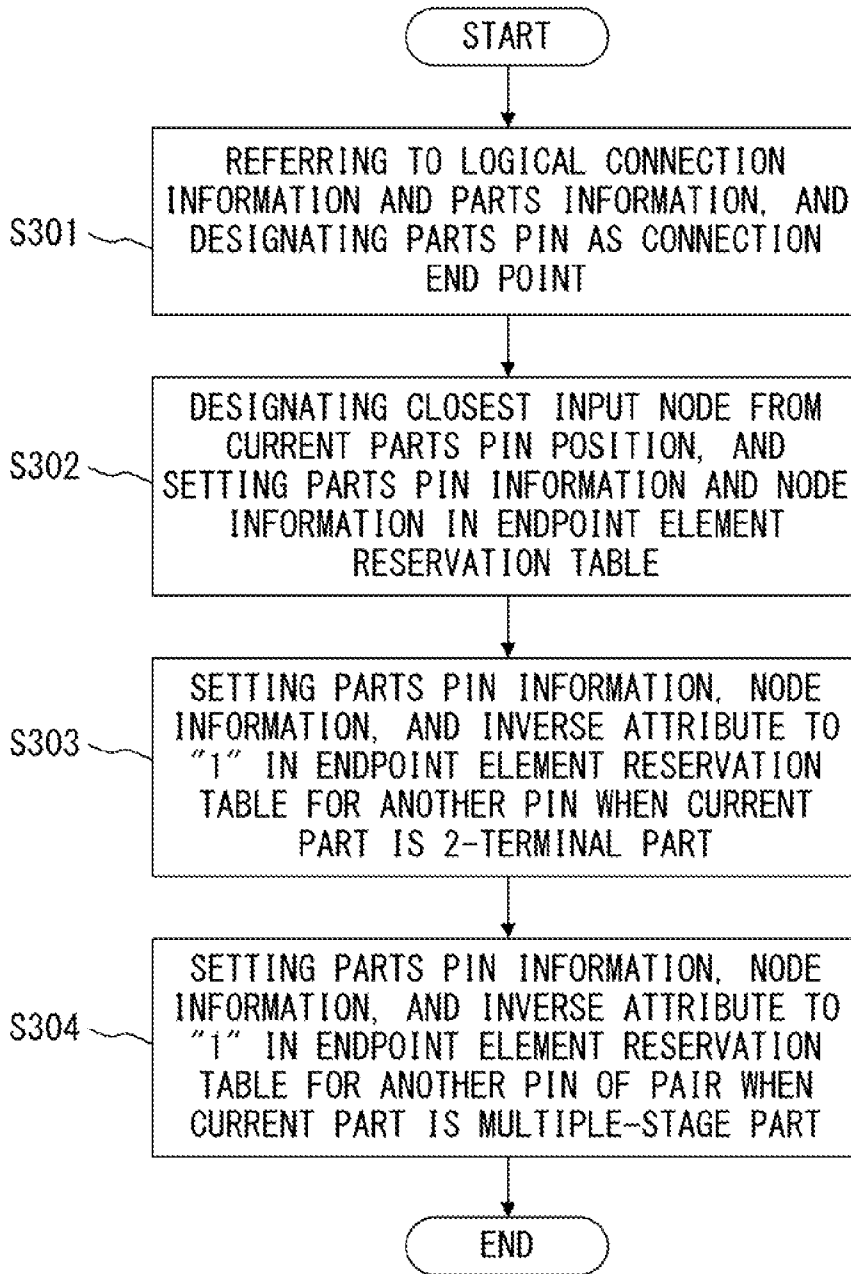 START
REFERRING TO LOGICAL CONNECTION
INFORMATION AND PARTS INFORMATION, AND
DESIGNATING PARTS PIN AS CONNECTION
END POINT
S301
DESIGNATING CLOSEST INPUT NODE FROM
CURRENT PARTS PIN POSITION, AND
SETTING PARTS PIN INFORMATION AND NODE
INFORMATION IN ENDPOINT ELEMENT
RESERVATION TABLE
S302
SETTING PARTS PIN INFORMATION, NODE
INFORMATION, AND INVERSE ATTRIBUTE TO
"1" IN ENDPOINT ELEMENT RESERVATION
TABLE FOR ANOTHER PIN WHEN CURRENT
PART IS 2-TERMINAL PART
S303
SETTING PARTS PIN INFORMATION, NODE
INFORMATION, AND INVERSE ATTRIBUTE TO
"1" IN ENDPOINT ELEMENT RESERVATION
TABLE FOR ANOTHER PIN OF PAIR WHEN
CURRENT PART IS MULTIPLE-STAGE PART
S304
END